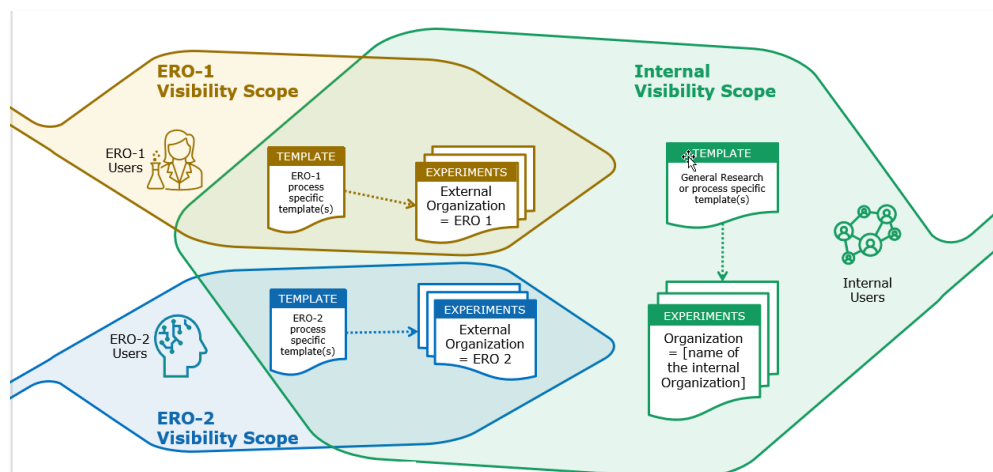 ERO-1
Visibility Scope
Internal
Visibility Scope
ERO-1
Users
TEMPLATE
ERO-1
process
specific
template(s)
EXPERIMENTS
External
Organization
= ERO 1
TEMPLATE
General Research
or process specific
template(s)
Internal
Users
ERO-2
Users
TEMPLATE
ERO-2
process
specific
template(s)
EXPERIMENTS
External
Organization
= ERO 2
EXPERIMENTS
Organization
= [name of
the internal
Organization]
ERO-2
Visibility Scope